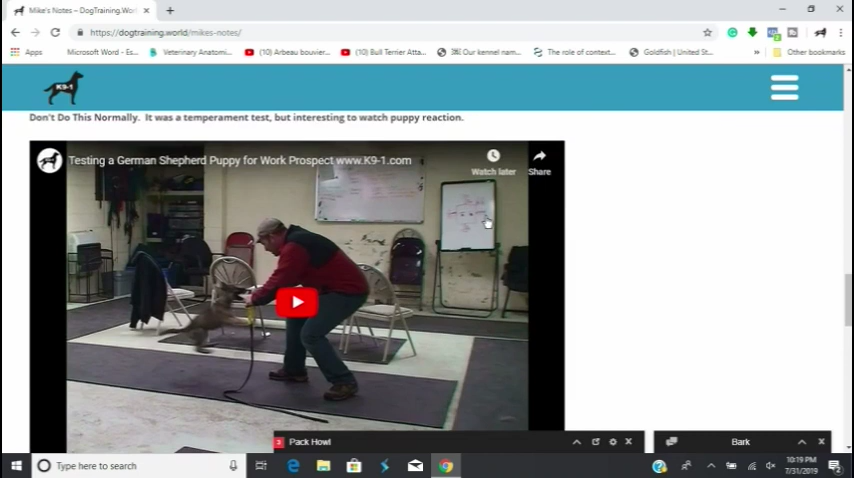 Mike's Notes – DogTraining.Worl
https://dogtraining.world/mikes-notes/
Apps
Microsoft Word - Es...
Veterinary Anatomi...
(10) Arbeau bouvier...
(10) Bull Terrier Atta...
Our kennel nam...
The role of context...
Goldfish | United St...
»
Other bookmarks
K9-1
Don't Do This Normally. It was a temperament test, but interesting to watch puppy reaction.
Testing a German Shepherd Puppy for Work Prospect www.K9-1.com
Watch later
Share
3 Pack Howl
Bark
Type here to search
10:19 PM
7/31/2019
2